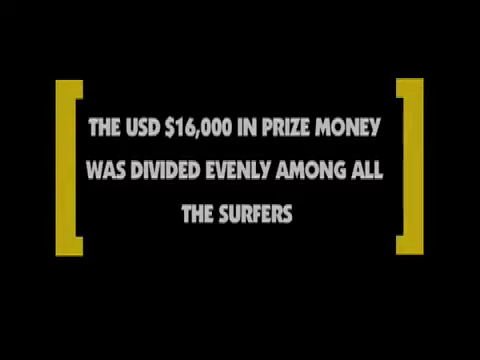 THE USD $16,000 IN PRIZE MONEY
WAS DIVIDED EVENLY AMONG ALL
THE SURFERS